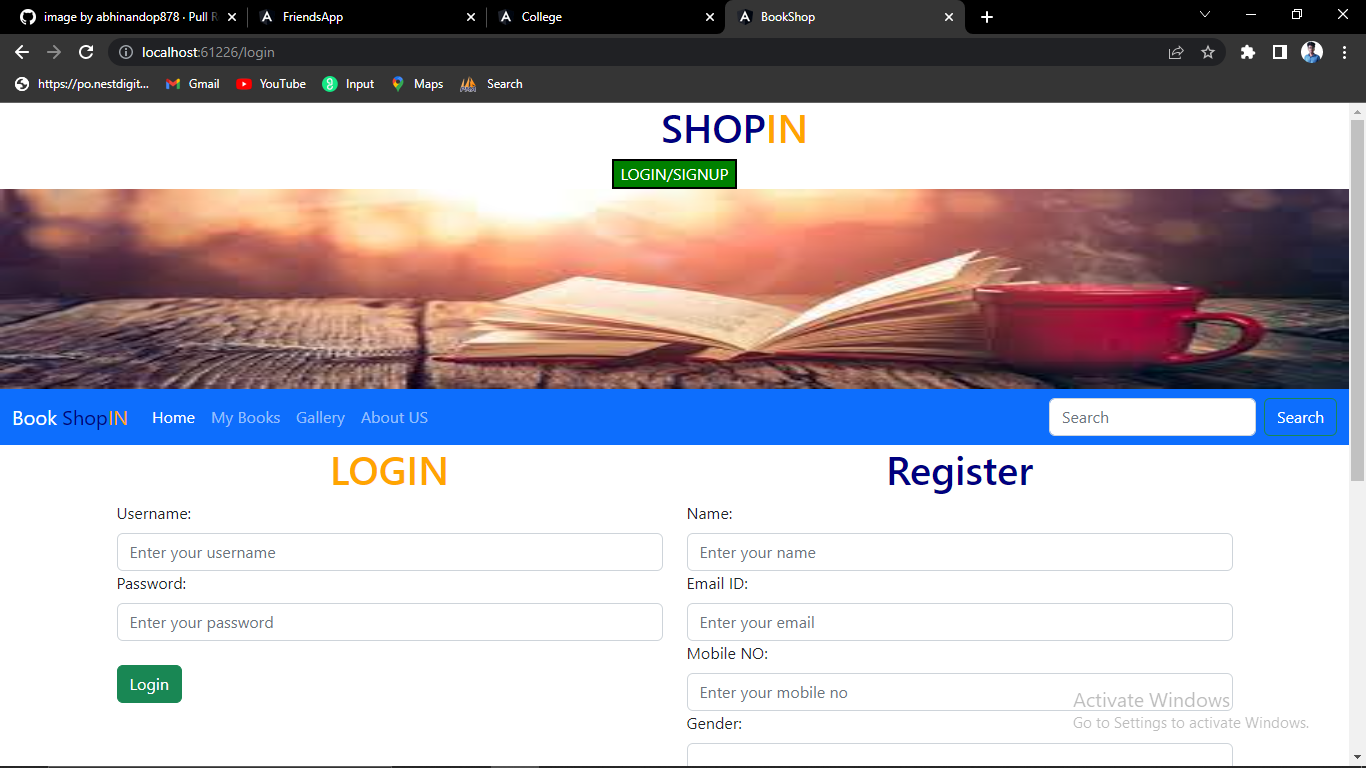 image by abhinandop878 · Pull R
FriendsApp
College
BookShop
localhost:61226/login
https://po.nestdigit...
Gmail
YouTube
Input
Maps
Search
SHOPIN
LOGIN/SIGNUP
Book ShopIN
Home
My Books
Gallery
About US
Search
Search
LOGIN
Register
Username:
Name:
Enter your username
Enter your name
Password:
Email ID:
Enter your password
Enter your email
Mobile NO:
Login
Enter your mobile no
Activate Windows
Gender:
Go to Settings to activate Windows.